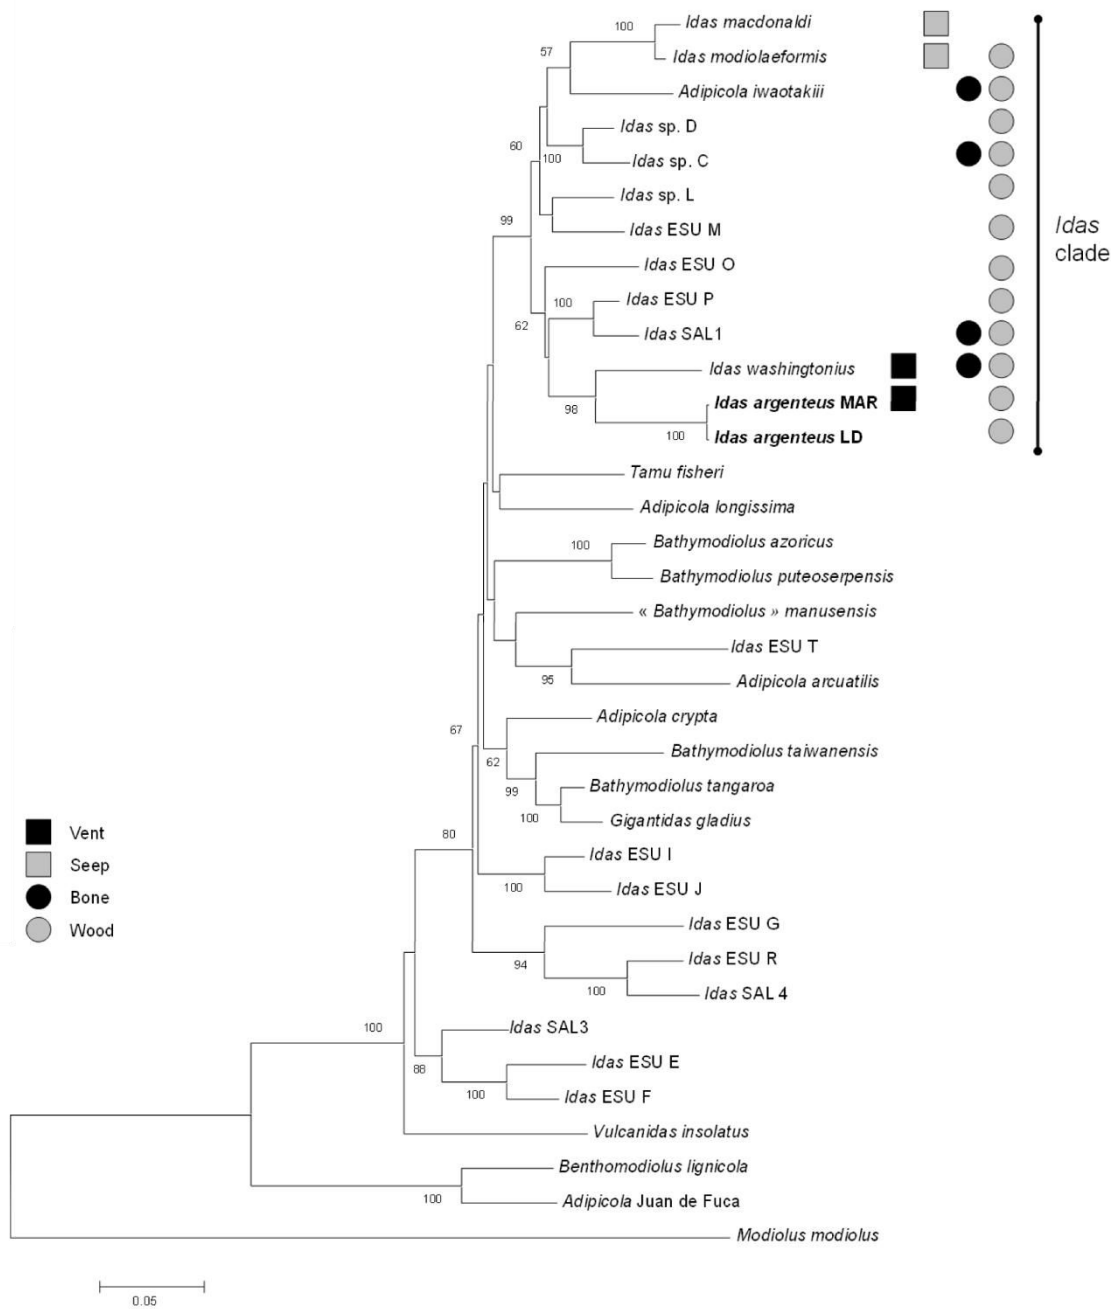 100
Idas macdonaldi
57
Idas modiolaeformis
Adipicola iwaotakiii
Idas sp. D
60
100
Idas sp. C
Idas sp. L
99
Idas ESU M
Idas
clade
Idas ESU O
100
Idas ESU P
62
Idas SAL1
Idas washingtonius
98
Idas argenteus MAR
100
Idas argenteus LD
Tamu fisheri
Adipicola longissima
100
Bathymodiolus azoricus
Bathymodiolus puteoserpensis
« Bathymodiolus » manusensis
Idas ESU T
95
Adipicola arcuatilis
Adipicola crypta
67
62
Bathymodiolus taiwanensis
99
Bathymodiolus tangaroa
100
Gigantidas gladius
Vent
80
Seep
Idas ESU I
100
Idas ESU J
Bone
Wood
Idas ESU G
94
Idas ESU R
100
Idas SAL 4
100
Idas SAL3
88
Idas ESU E
100
Idas ESU F
Vulcanidas insolatus
Benthomodiolus lignicola
100
Adipicola Juan de Fuca
Modiolus modiolus
0.05